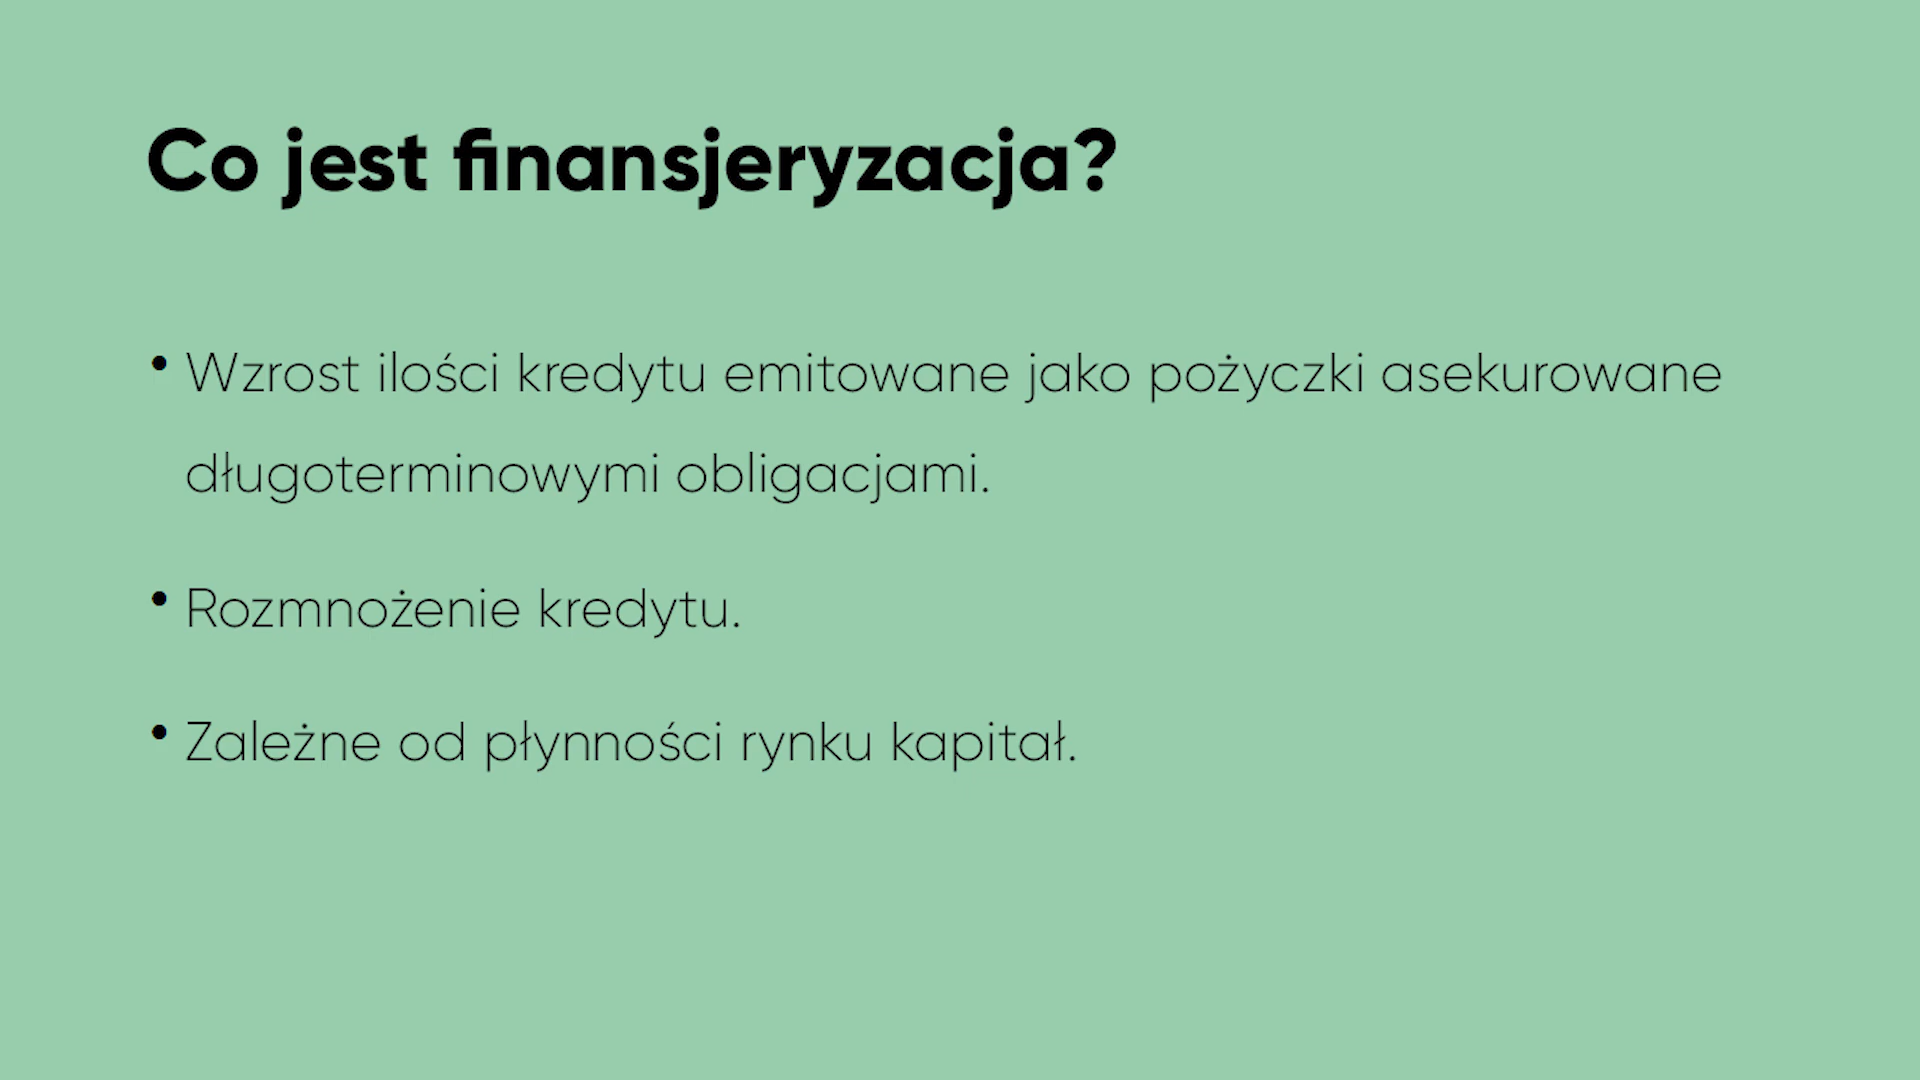 Co jest finansjeryzacja?
• Wzrost ilości kredytu emitowane jako pożyczki asekurowane
długoterminowymi obligacjami.
• Rozmnożenie kredytu.
• Zależne od płynności rynku kapitał.